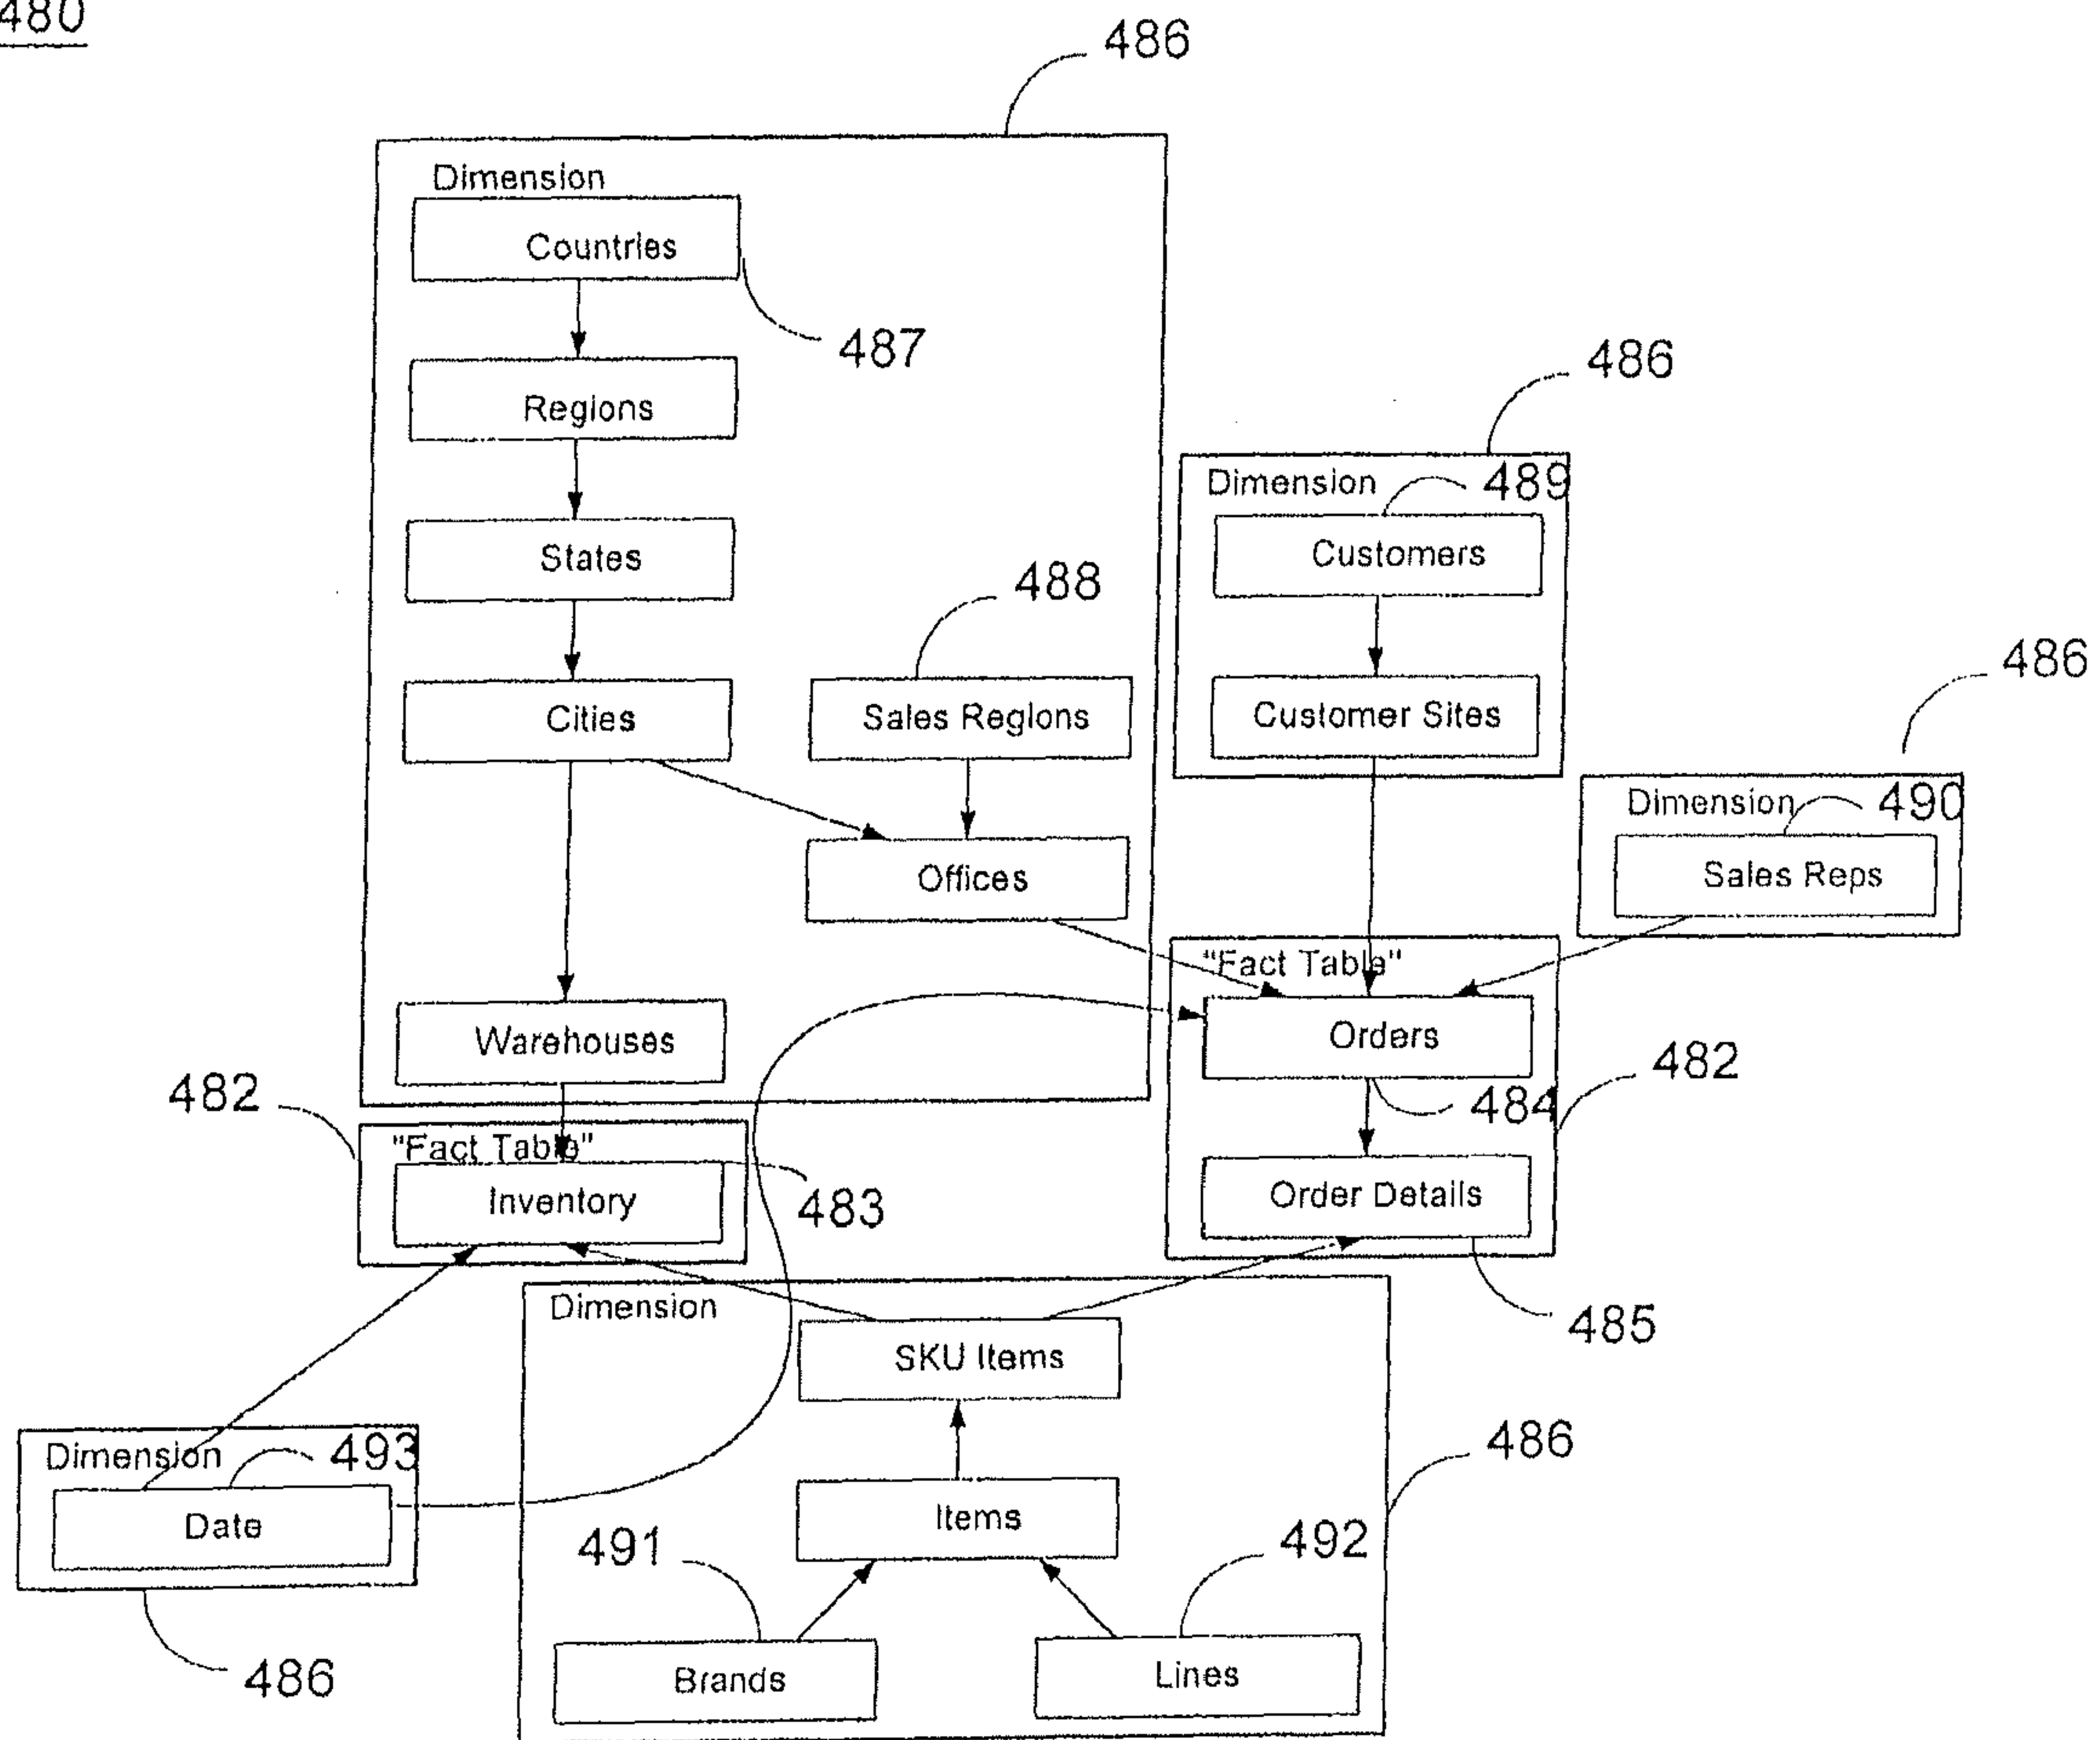 480
486
Dimension
Countries
487
Regions
486
Dimension
489
States
Customers
488
486
Cities
Sales Regions
Customer Sites
Dimension
490
Offices
Sales Reps
"Fact Table"
Warehouses
Orders
482
482
484
"Fact Table"
Inventory
483
Order Details
Dimension
485
SKU Items
486
Dimension
493
Date
Items
491
492
486
Brands
Lines